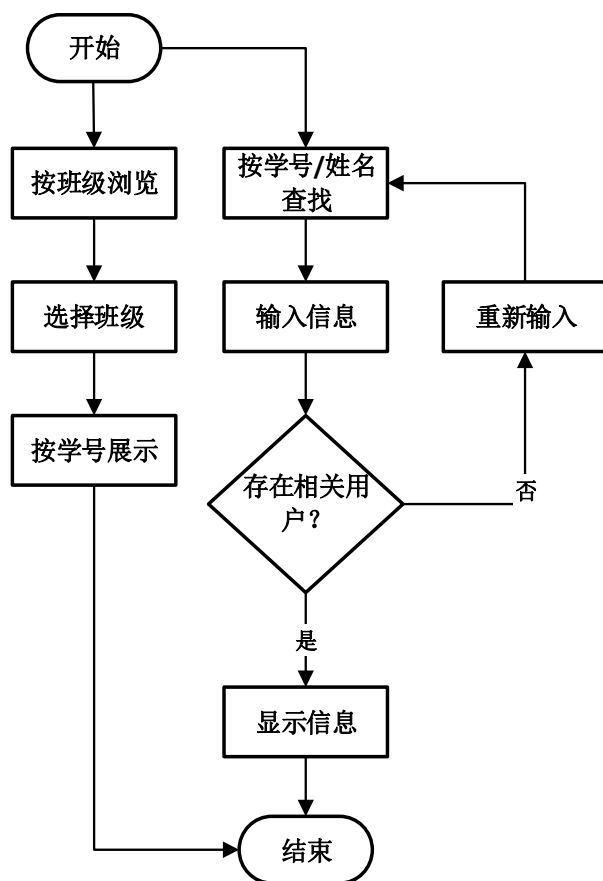 开始
按班级浏览
按学号/姓名
查找
选择班级
输入信息
重新输入
按学号展示
存在相关用
户?
否
是
显示信息
结束